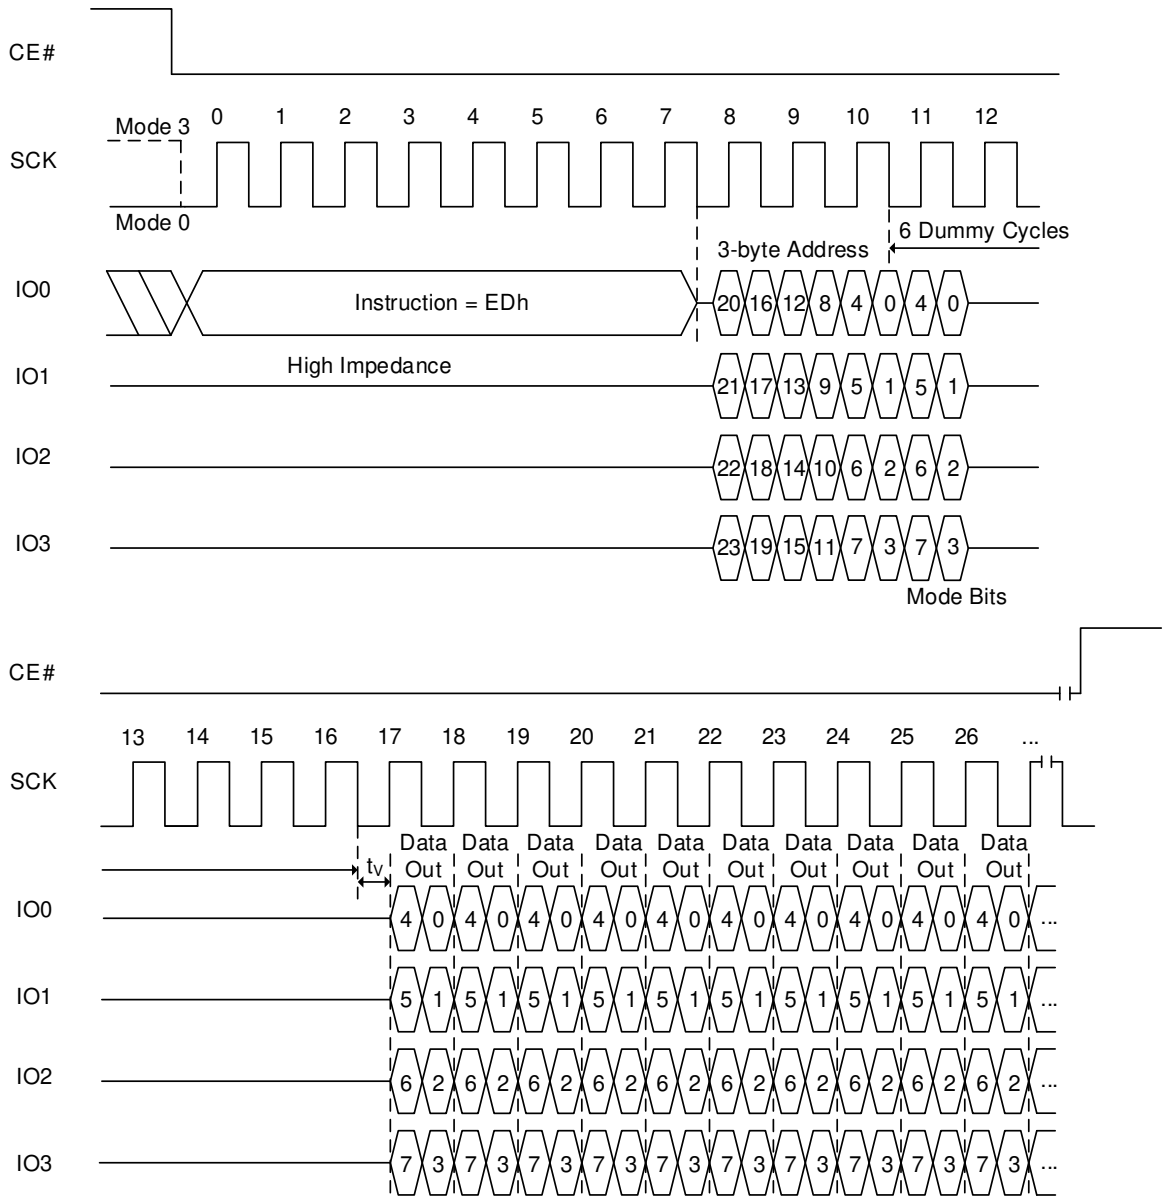 CE#
Mode 3 0 1 2 3 4 5 6 7 8 9 10 11 12
SCK
Mode 0
6 Dummy Cycles
3-byte Address
IO0 Instruction = EDh 20 16 12 8 4 0 4 0
High Impedance
IO1 21 17 13 9 5 1 5 1
IO2 22 18 14 10 6 2 6 2
IO3 23 19 15 11 7 3 7 3
Mode Bits
CE#
13 14 15 16 17 18 19 20 21 22 23 24 25 26 ...
SCK
Data Data Data Data Data Data Data Data Data Data
tV Out Out Out Out Out Out Out Out Out Out
IO0 4 0 4 0 4 0 4 0 4 0 4 0 4 0 4 0 4 0 4 0 ...
IO1 5 1 5 1 5 1 5 1 5 1 5 1 5 1 5 1 5 1 5 1 ...
IO2 6 2 6 2 6 2 6 2 6 2 6 2 6 2 6 2 6 2 6 2 ...
IO3 7 3 7 3 7 3 7 3 7 3 7 3 7 3 7 3 7 3 7 3 ...